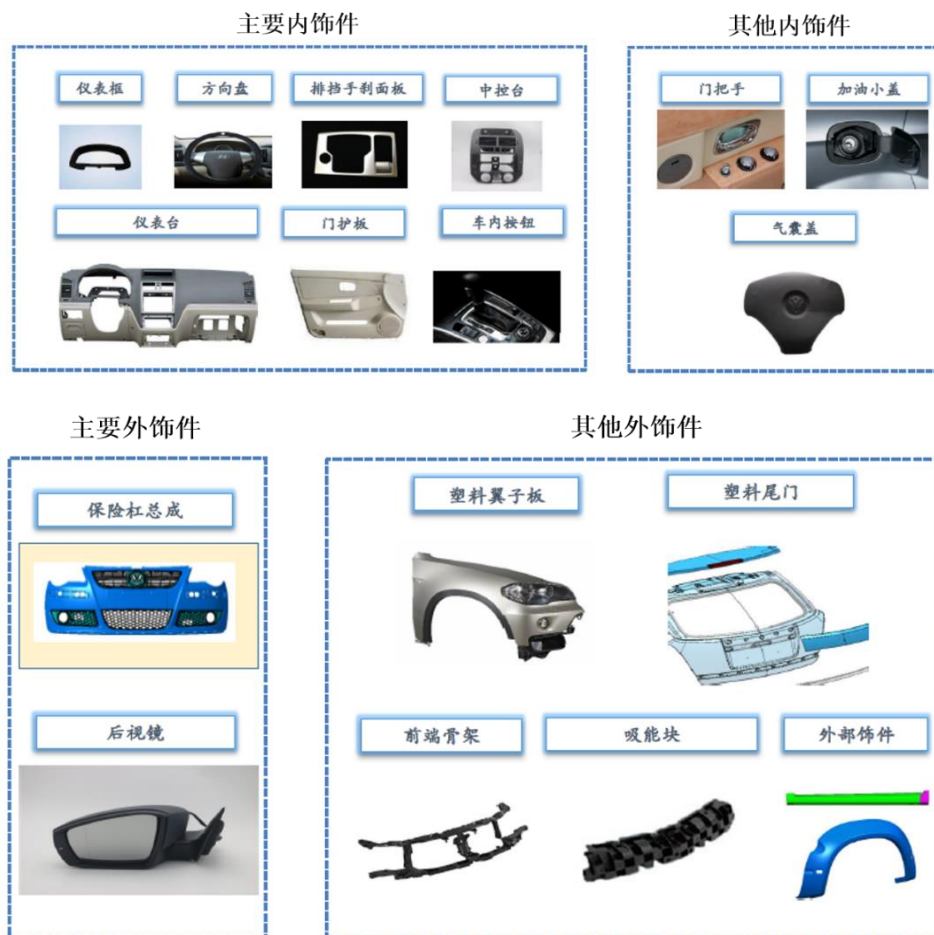 主要内饰件
其他内饰件
仪表框
方向盘
排挡手刹面板
中控台
门把手
加油小盖
仪表台
门护板
车内按钮
气囊盖
主要外饰件
其他外饰件
保险杠总成
塑料翼子板
塑料尾门
后视镜
前端骨架
吸能块
外部饰件